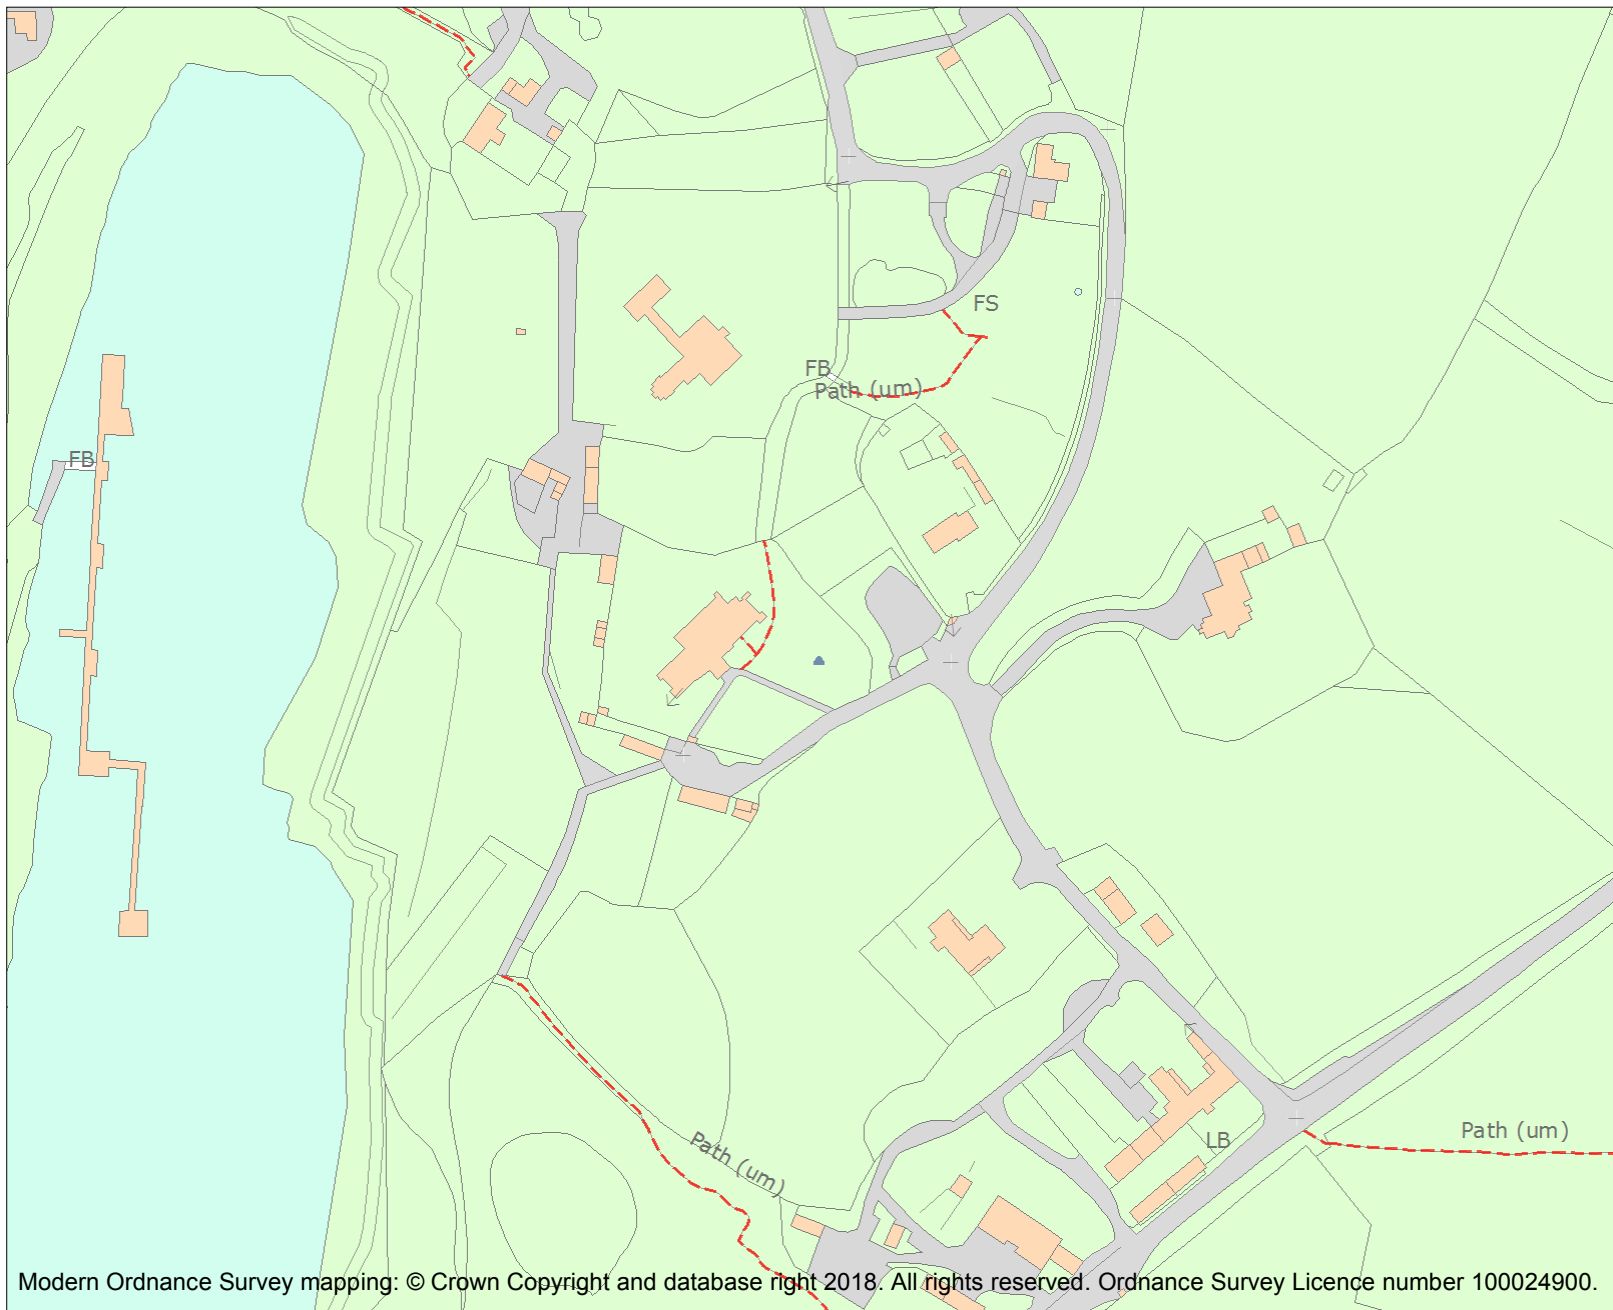 FS
FB
Path (um)
FB
Path (um)
LB
Path (um)
Modern Ordnance Survey mapping: © Crown Copyright and database right 2018. All rights reserved. Ordnance Survey Licence number 100024900.